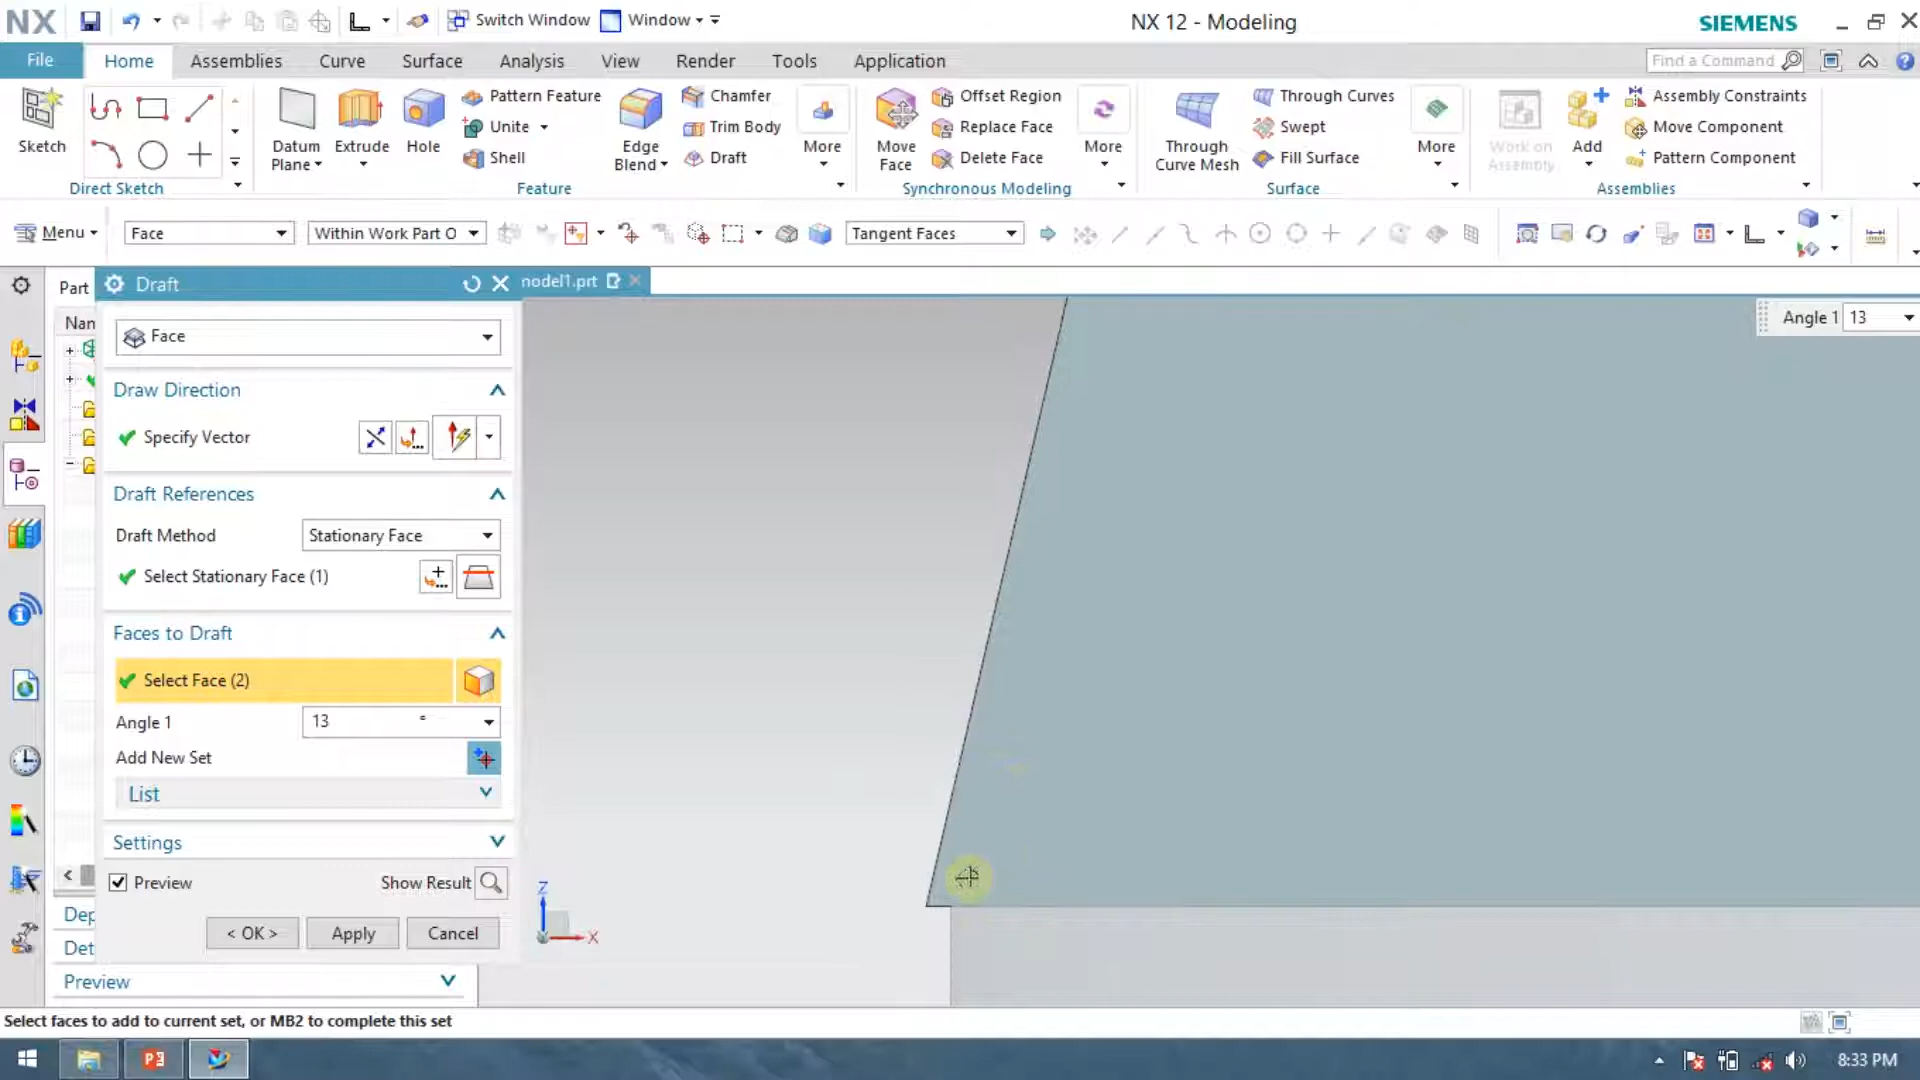 NX
Switch Window
Window
NX 12 - Modeling
SIEMENS
File
Home
Assemblies
Curve
Surface
Analysis
View
Render
Tools
Application
Find a Command
Sketch
Direct Sketch
Datum
Plane
Extrude
Hole
Pattern Feature
Unite
Shell
Edge
Blend
Chamfer
Trim Body
Draft
More
Feature
Move
Face
Offset Region
Replace Face
Delete Face
More
Synchronous Modeling
Through
Curve Mesh
Through Curves
Swept
Fill Surface
More
Surface
Work on
Assembly
Add
Assembly Constraints
Move Component
Pattern Component
Assemblies
Menu
Face
Within Work Part O
Tangent Faces
Part
Draft
nodel1.prt
Nan
Face
Angle 1 13
Draw Direction
Specify Vector
Draft References
Draft Method Stationary Face
Select Stationary Face (1)
Faces to Draft
Select Face (2)
Angle 1 13 °
Add New Set
List
Settings
Preview
Show Result
Dep
< OK >
Apply
Cancel
Det
Preview
Z
X
Select faces to add to current set, or MB2 to complete this set
8:33 PM